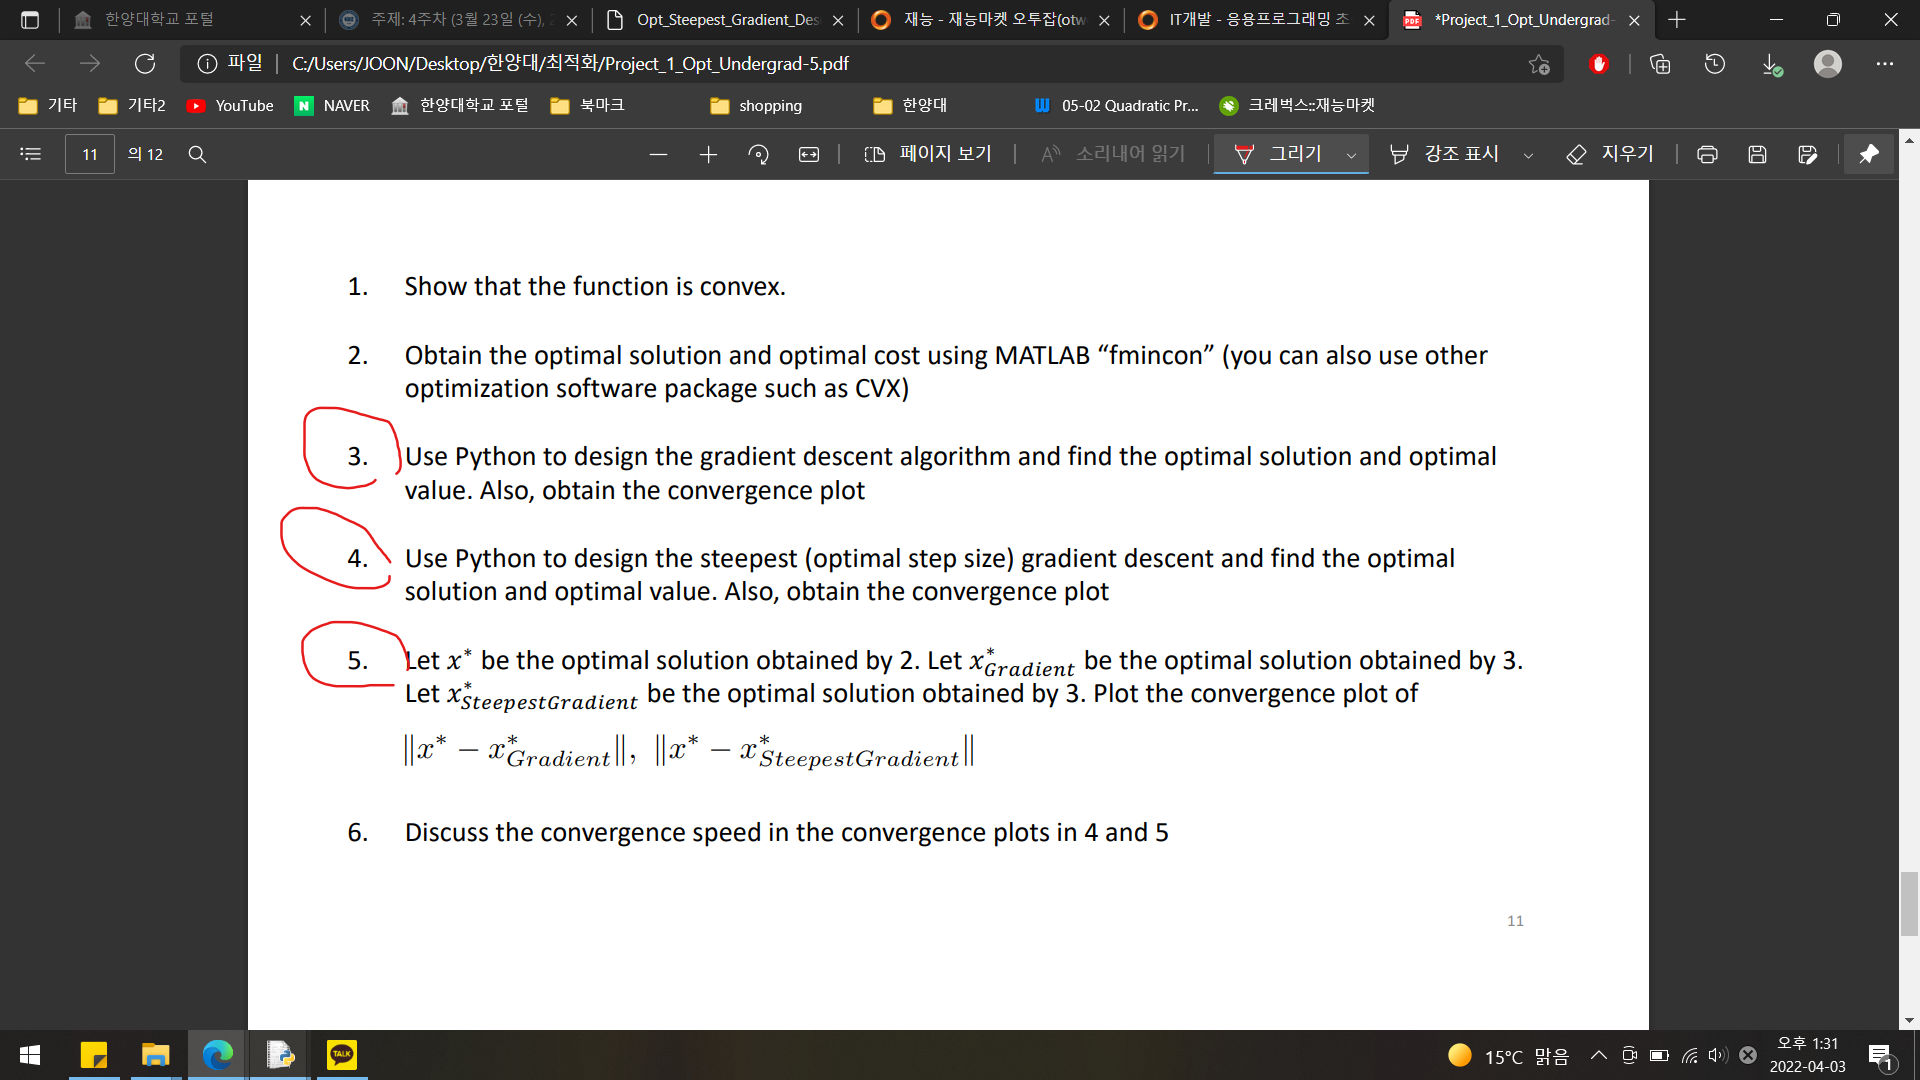 한양대학교 포털
주제: 4주차 (3월 23일 (수), 2
Opt_Steepest_Gradient_Des
재능 - 재능마켓 오투잡(otw
IT개발 - 응용프로그래밍 초
*Project_1_Opt_Undergrad-
파일 C:/Users/JOON/Desktop/한양대/최적화/Project_1_Opt_Undergrad-5.pdf
기타 기타2 YouTube NAVER 한양대학교 포털 북마크 shopping 한양대 05-02 Quadratic Pr... 크레벅스::재능마켓
11 의 12 페이지 보기 소리내어 읽기 그리기 강조 표시 지우기
1. Show that the function is convex.
2. Obtain the optimal solution and optimal cost using MATLAB “fmincon” (you can also use other
optimization software package such as CVX)
3. Use Python to design the gradient descent algorithm and find the optimal solution and optimal
value. Also, obtain the convergence plot
4. Use Python to design the steepest (optimal step size) gradient descent and find the optimal
solution and optimal value. Also, obtain the convergence plot
5. Let x* be the optimal solution obtained by 2. Let x*_Gradient be the optimal solution obtained by 3.
Let x*_SteepestGradient be the optimal solution obtained by 3. Plot the convergence plot of
‖x* − x*_Gradient‖, ‖x* − x*_SteepestGradient‖
6. Discuss the convergence speed in the convergence plots in 4 and 5
11
TALK
15°C 맑음
오후 1:31
2022-04-03
1